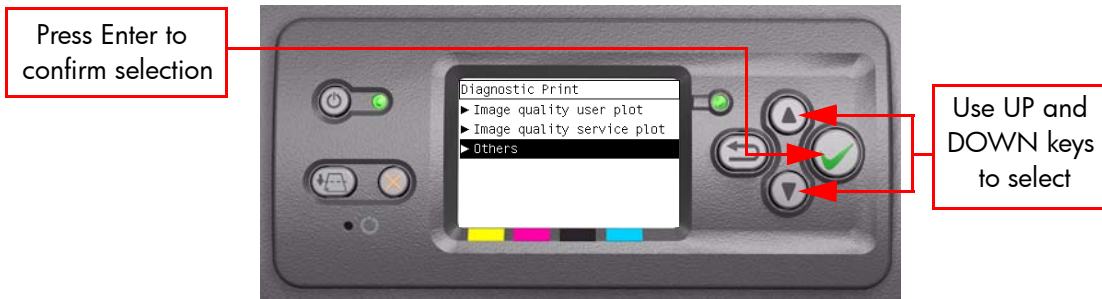 Press Enter to
confirm selection
Diagnostic Print
Image quality user plot
Image quality service plot
Others
Use UP and
DOWN keys
to select